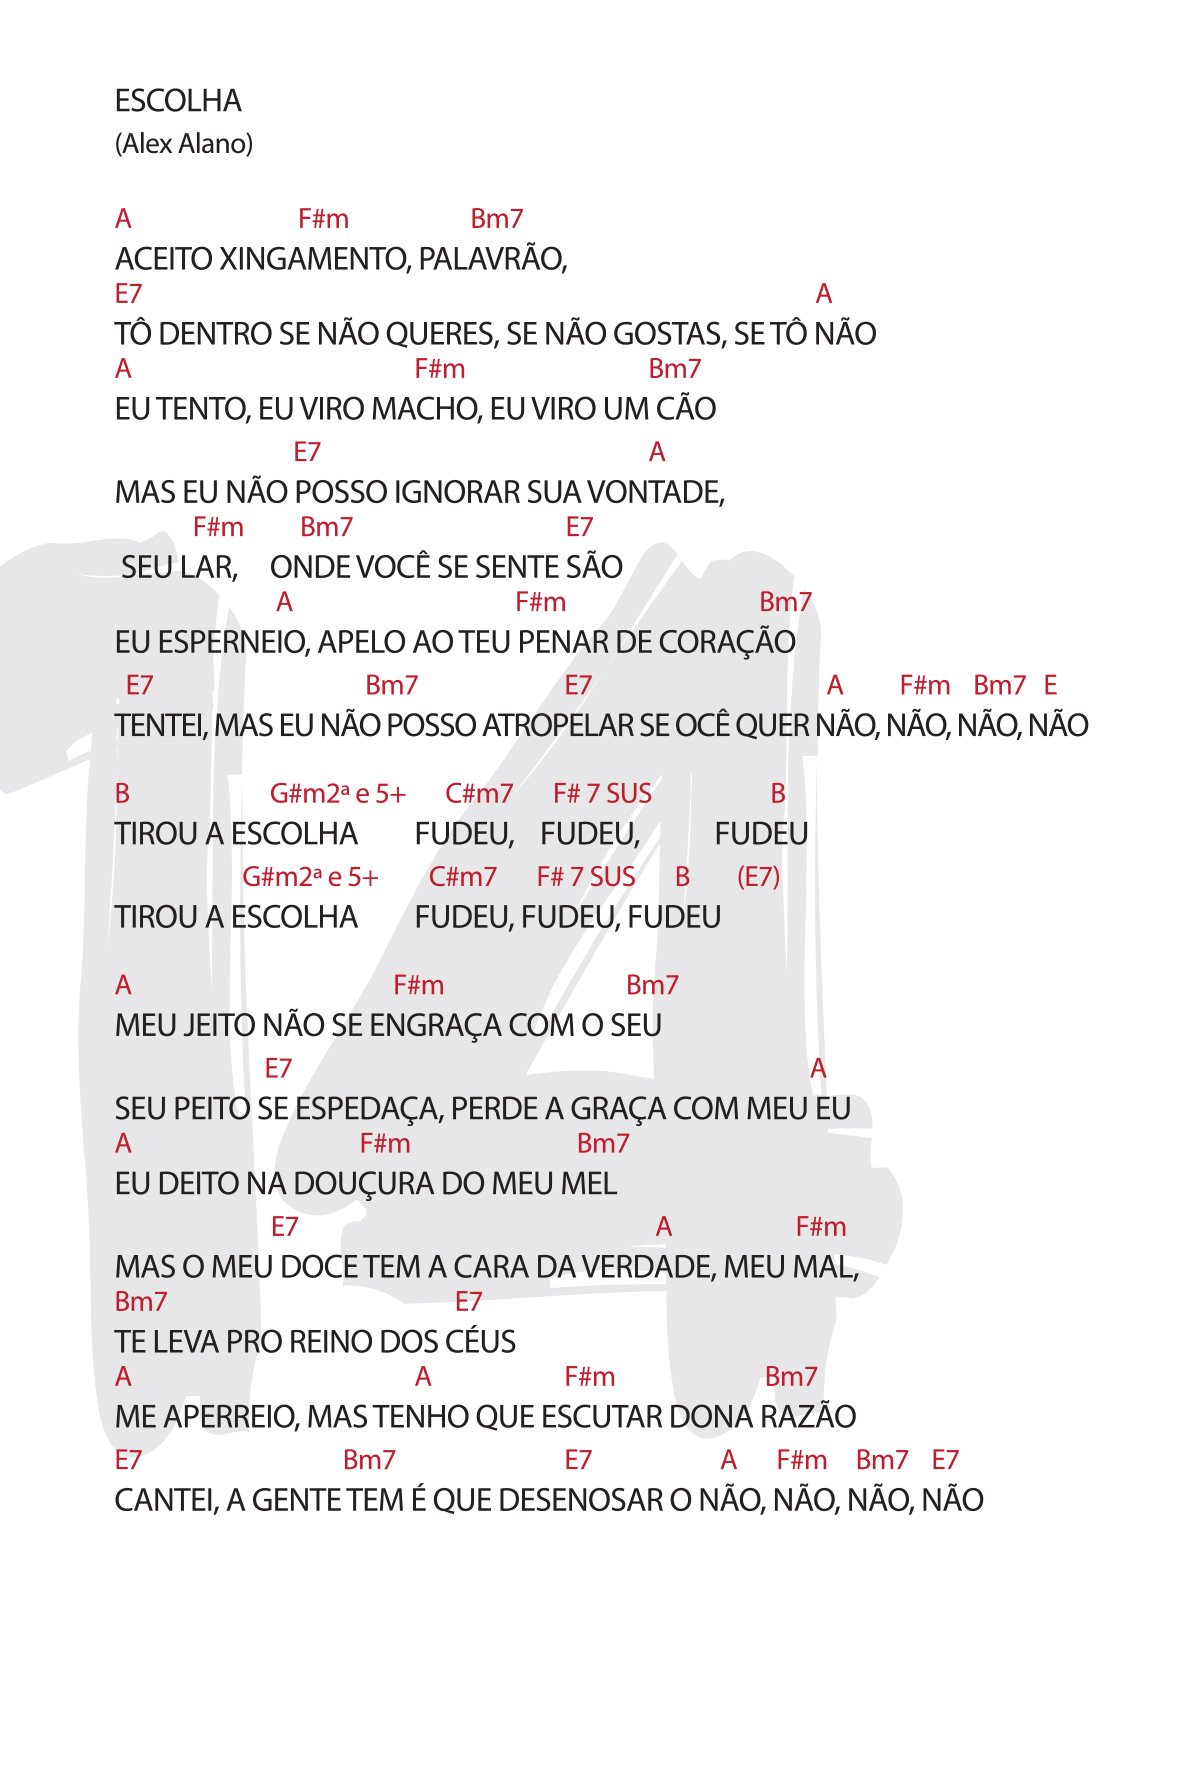 ESCOLHA
(Alex Alano)
A F#m Bm7
ACEITO XINGAMENTO, PALAVRÃO,
E7 A
TÔ DENTRO SE NÃO QUERES, SE NÃO GOSTAS, SE TÔ NÃO
A F#m Bm7
EU TENTO, EU VIRO MACHO, EU VIRO UM CÃO
E7 A
MAS EU NÃO POSSO IGNORAR SUA VONTADE,
F#m Bm7 E7
SEU LAR, ONDE VOCÊ SE SENTE SÃO
A F#m Bm7
EU ESPERNEIO, APELO AO TEU PENAR DE CORAÇÃO
E7 Bm7 E7 A F#m Bm7 E
TENTEI, MAS EU NÃO POSSO ATROPELAR SE OCÊ QUER NÃO, NÃO, NÃO, NÃO
B G#m2ª e 5+ C#m7 F# 7 SUS B
TIROU A ESCOLHA FUDEU, FUDEU, FUDEU
G#m2ª e 5+ C#m7 F# 7 SUS B (E7)
TIROU A ESCOLHA FUDEU, FUDEU, FUDEU
A F#m Bm7
MEU JEITO NÃO SE ENGRAÇA COM O SEU
E7 A
SEU PEITO SE ESPEDAÇA, PERDE A GRAÇA COM MEU EU
A F#m Bm7
EU DEITO NA DOUÇURA DO MEU MEL
E7 A F#m
MAS O MEU DOCE TEM A CARA DA VERDADE, MEU MAL,
Bm7 E7
TE LEVA PRO REINO DOS CÉUS
A A F#m Bm7
ME APERREIO, MAS TENHO QUE ESCUTAR DONA RAZÃO
E7 Bm7 E7 A F#m Bm7 E7
CANTEI, A GENTE TEM É QUE DESENOSAR O NÃO, NÃO, NÃO, NÃO
14